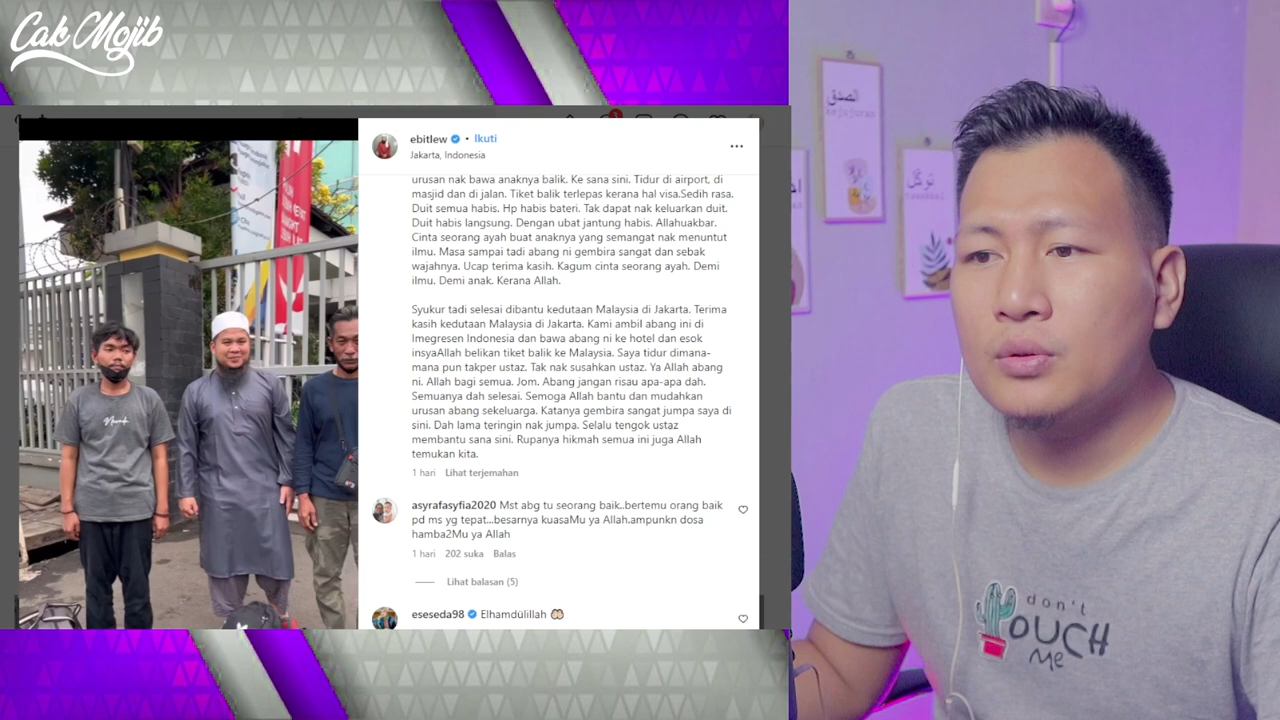 Cak Mojib
ebitlew • Ikuti
Jakarta, Indonesia
urusan nak bawa anaknya balik. Ke sana sini. Tidur di airport, di
masjid dan di jalan. Tiket balik terlepas kerana hal visa.Sedih rasa.
Duit semua habis. Hp habis bateri. Tak dapat nak keluarkan duit.
Duit habis langsung. Dengan ubat jantung habis. Allahuakbar.
Cinta seorang ayah buat anaknya yang semangat nak menuntut
ilmu. Masa sampai tadi abang ni gembira sangat dan sebak
wajahnya. Ucap terima kasih. Kagum cinta seorang ayah. Demi
ilmu. Demi anak. Kerana Allah.
Syukur tadi selesai dibantu kedutaan Malaysia di Jakarta. Terima
kasih kedutaan Malaysia di Jakarta. Kami ambil abang ini di
Imegresen Indonesia dan bawa abang ni ke hotel dan esok
insyaAllah belikan tiket balik ke Malaysia. Saya tidur dimana-
mana pun takper ustaz. Tak nak susahkan ustaz. Ya Allah abang
ni. Allah bagi semua. Jom. Abang jangan risau apa-apa dah.
Semuanya dah selesai. Semoga Allah bantu dan mudahkan
urusan abang sekeluarga. Katanya gembira sangat jumpa saya di
sini. Dah lama teringin nak jumpa. Selalu tengok ustaz
membantu sana sini. Rupanya hikmah semua ini juga Allah
temukan kita.
1 hari Lihat terjemahan
asyrafasyfia2020 Mst abg tu seorang baik..bertemu orang baik
pd ms yg tepat...besarnya kuasaMu ya Allah.ampunkn dosa
hamba2Mu ya Allah
1 hari 202 suka Balas
Lihat balasan (5)
eseseda98 Elhamdülillah
الصدق
kejujuran
توكل
tawakkal
don't
TOUCH
me